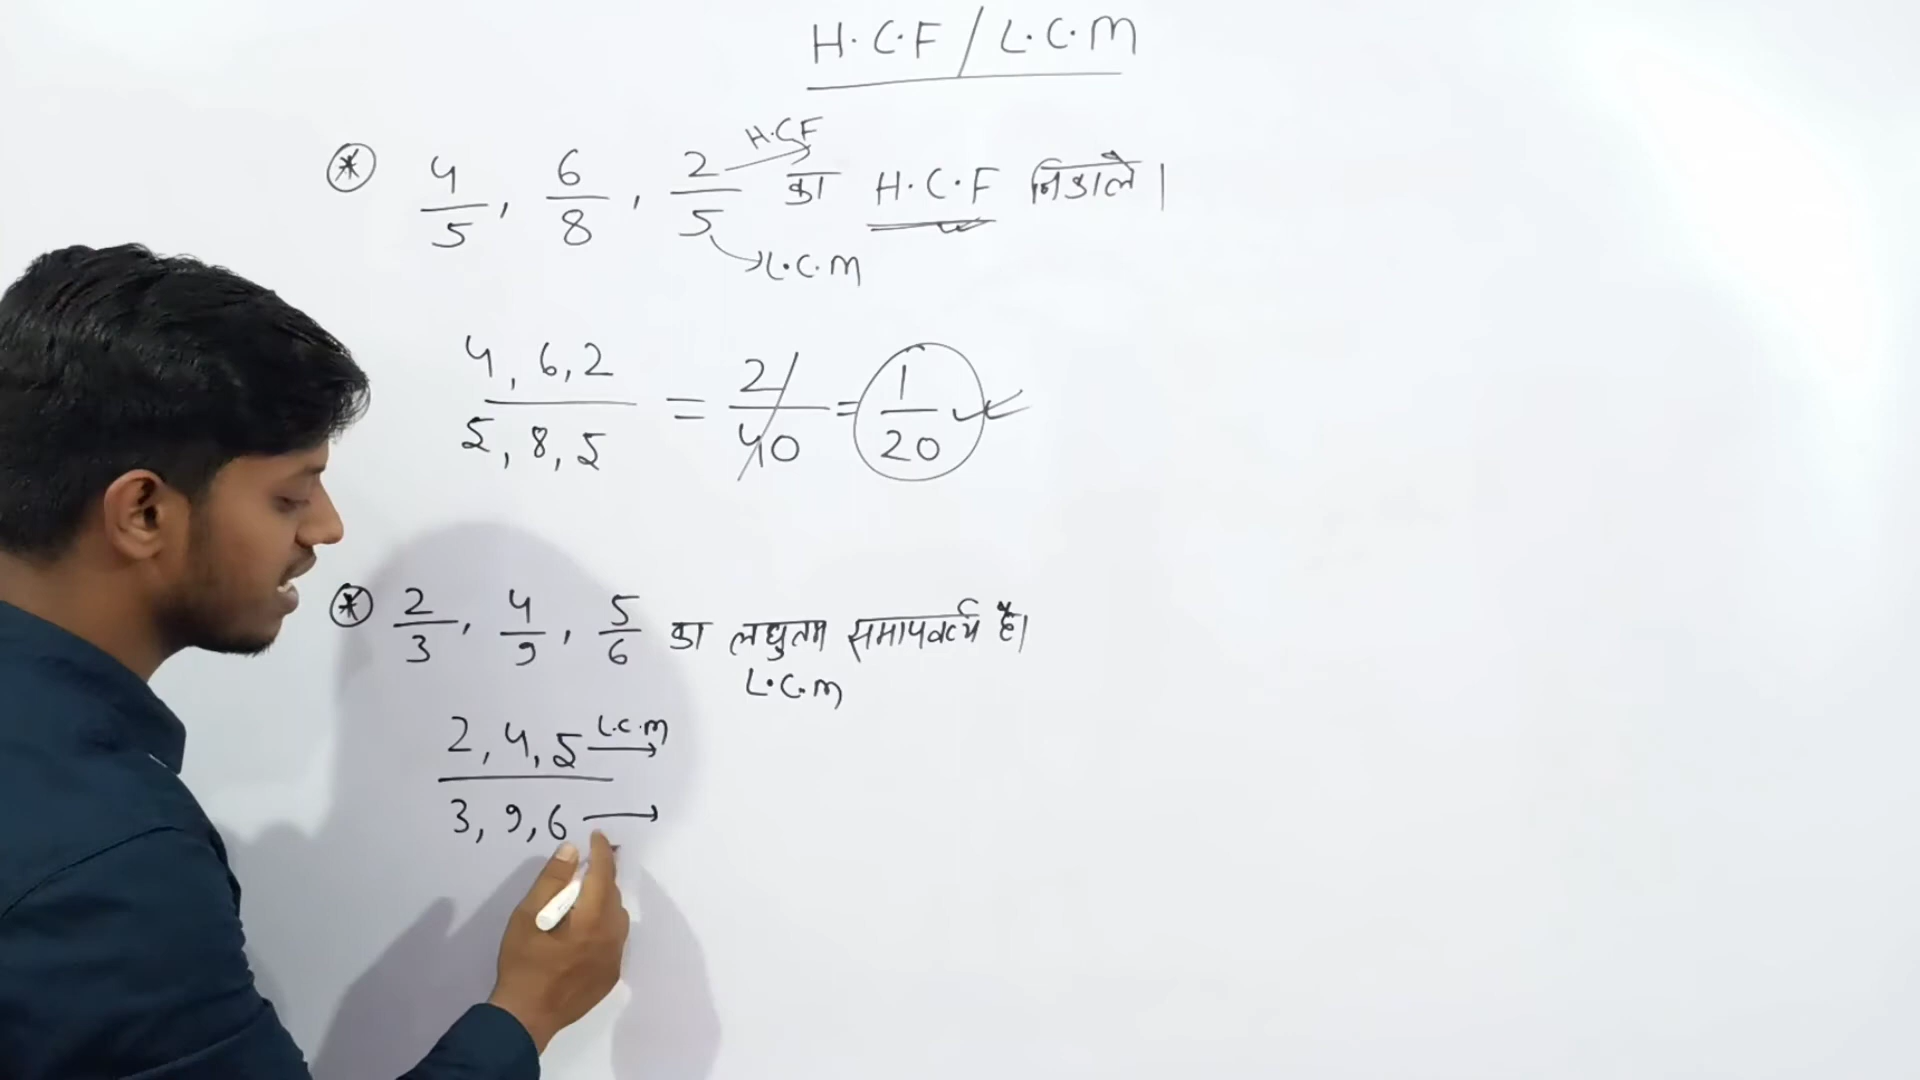 H.C.F / L.C.M
⊛ 4/5, 6/8, 2/5 का H.C.F निकाले।
H.C.F
L.C.M
4, 6, 2 / 5, 8, 5 = 2/40 = 1/20
⊛ 2/3, 4/9, 5/6 का लघुतम समापवर्त्य है।
L.C.M
2, 4, 5 → L.C.M
3, 9, 6 →